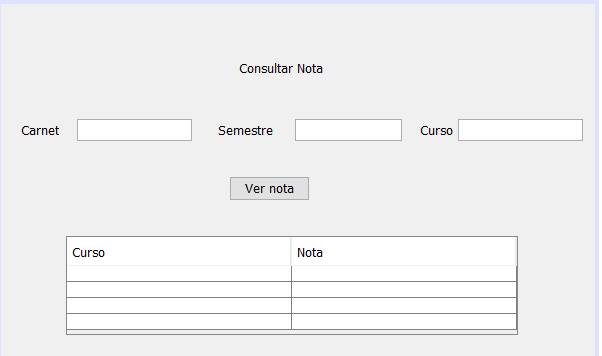 Consultar Nota
Carnet Semestre Curso
Ver nota
Curso Nota